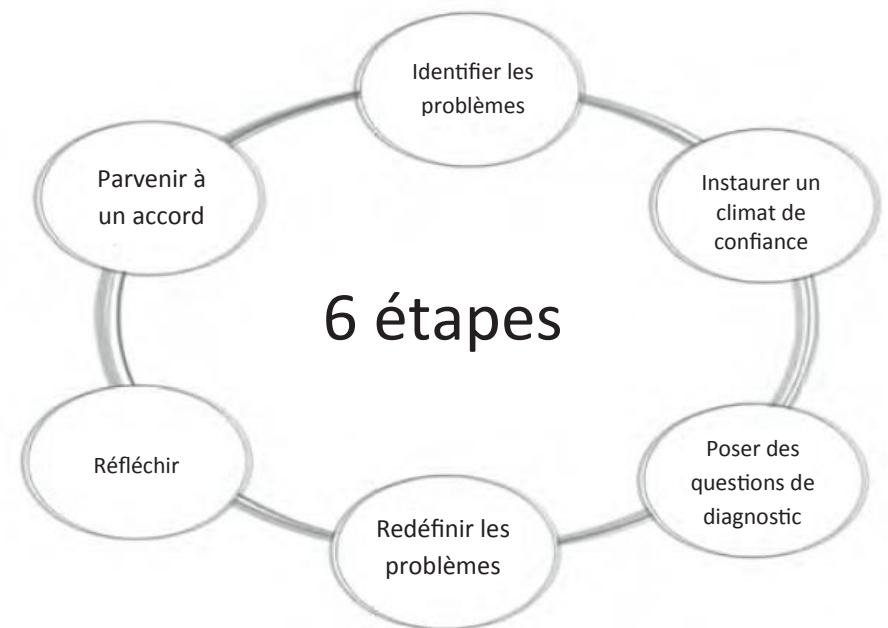 Identifier les
problèmes
Instaurer un
climat de
confiance
Poser des
questions de
diagnostic
Redéfinir les
problèmes
Réfléchir
Parvenir à
un accord
6 étapes